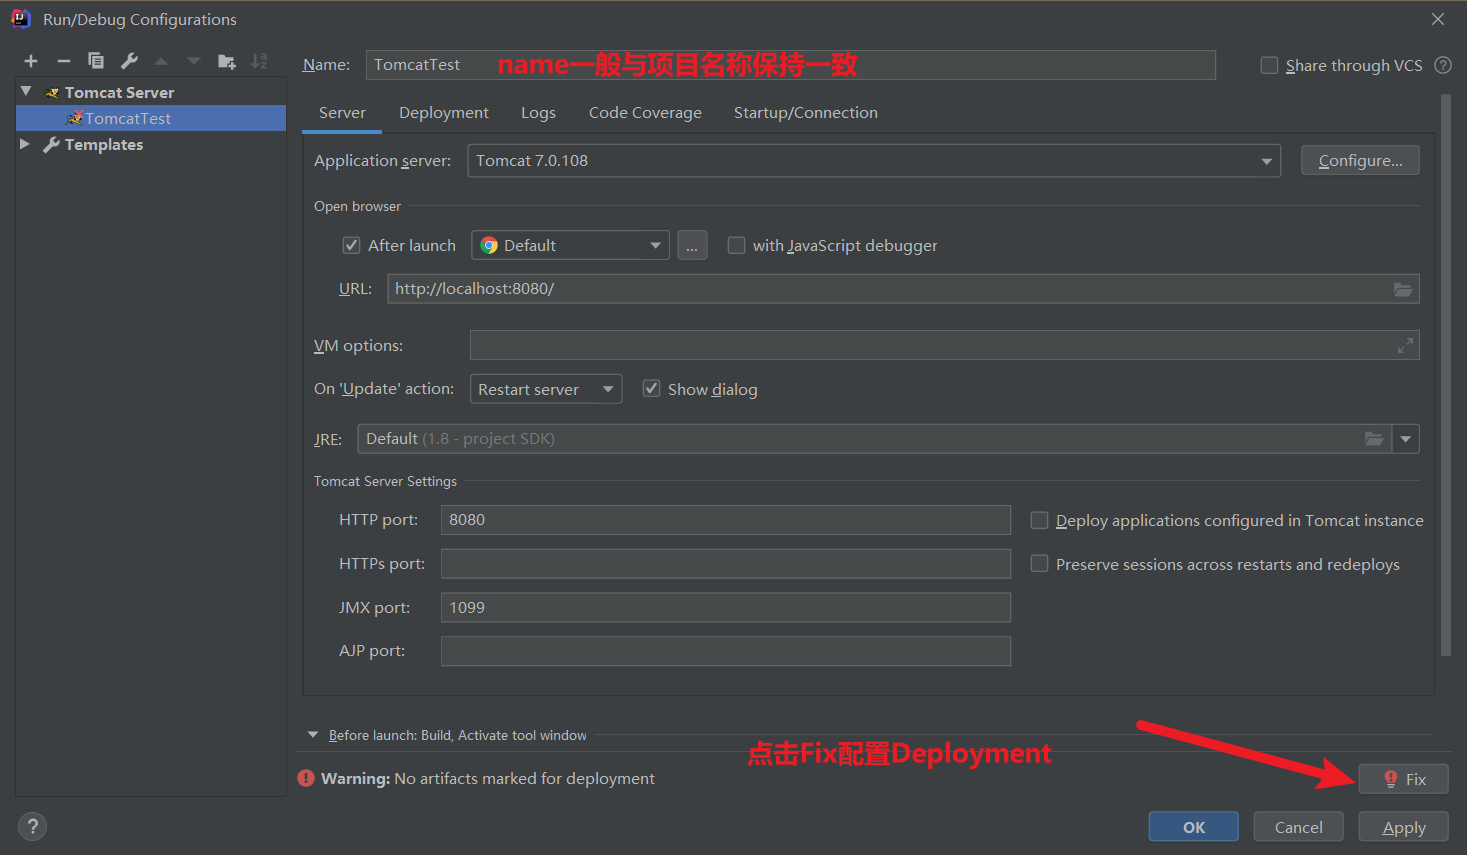 Run/Debug Configurations
Name: TomcatTest name一般与项目名称保持一致 Share through VCS ?
Tomcat Server
TomcatTest
Templates
Server Deployment Logs Code Coverage Startup/Connection
Application server: Tomcat 7.0.108 Configure...
Open browser
After launch Default ... with JavaScript debugger
URL: http://localhost:8080/
VM options:
On 'Update' action: Restart server Show dialog
JRE: Default (1.8 - project SDK)
Tomcat Server Settings
HTTP port: 8080 Deploy applications configured in Tomcat instance
HTTPs port: Preserve sessions across restarts and redeploys
JMX port: 1099
AJP port:
Before launch: Build, Activate tool window
点击Fix配置Deployment
Warning: No artifacts marked for deployment Fix
? OK Cancel Apply